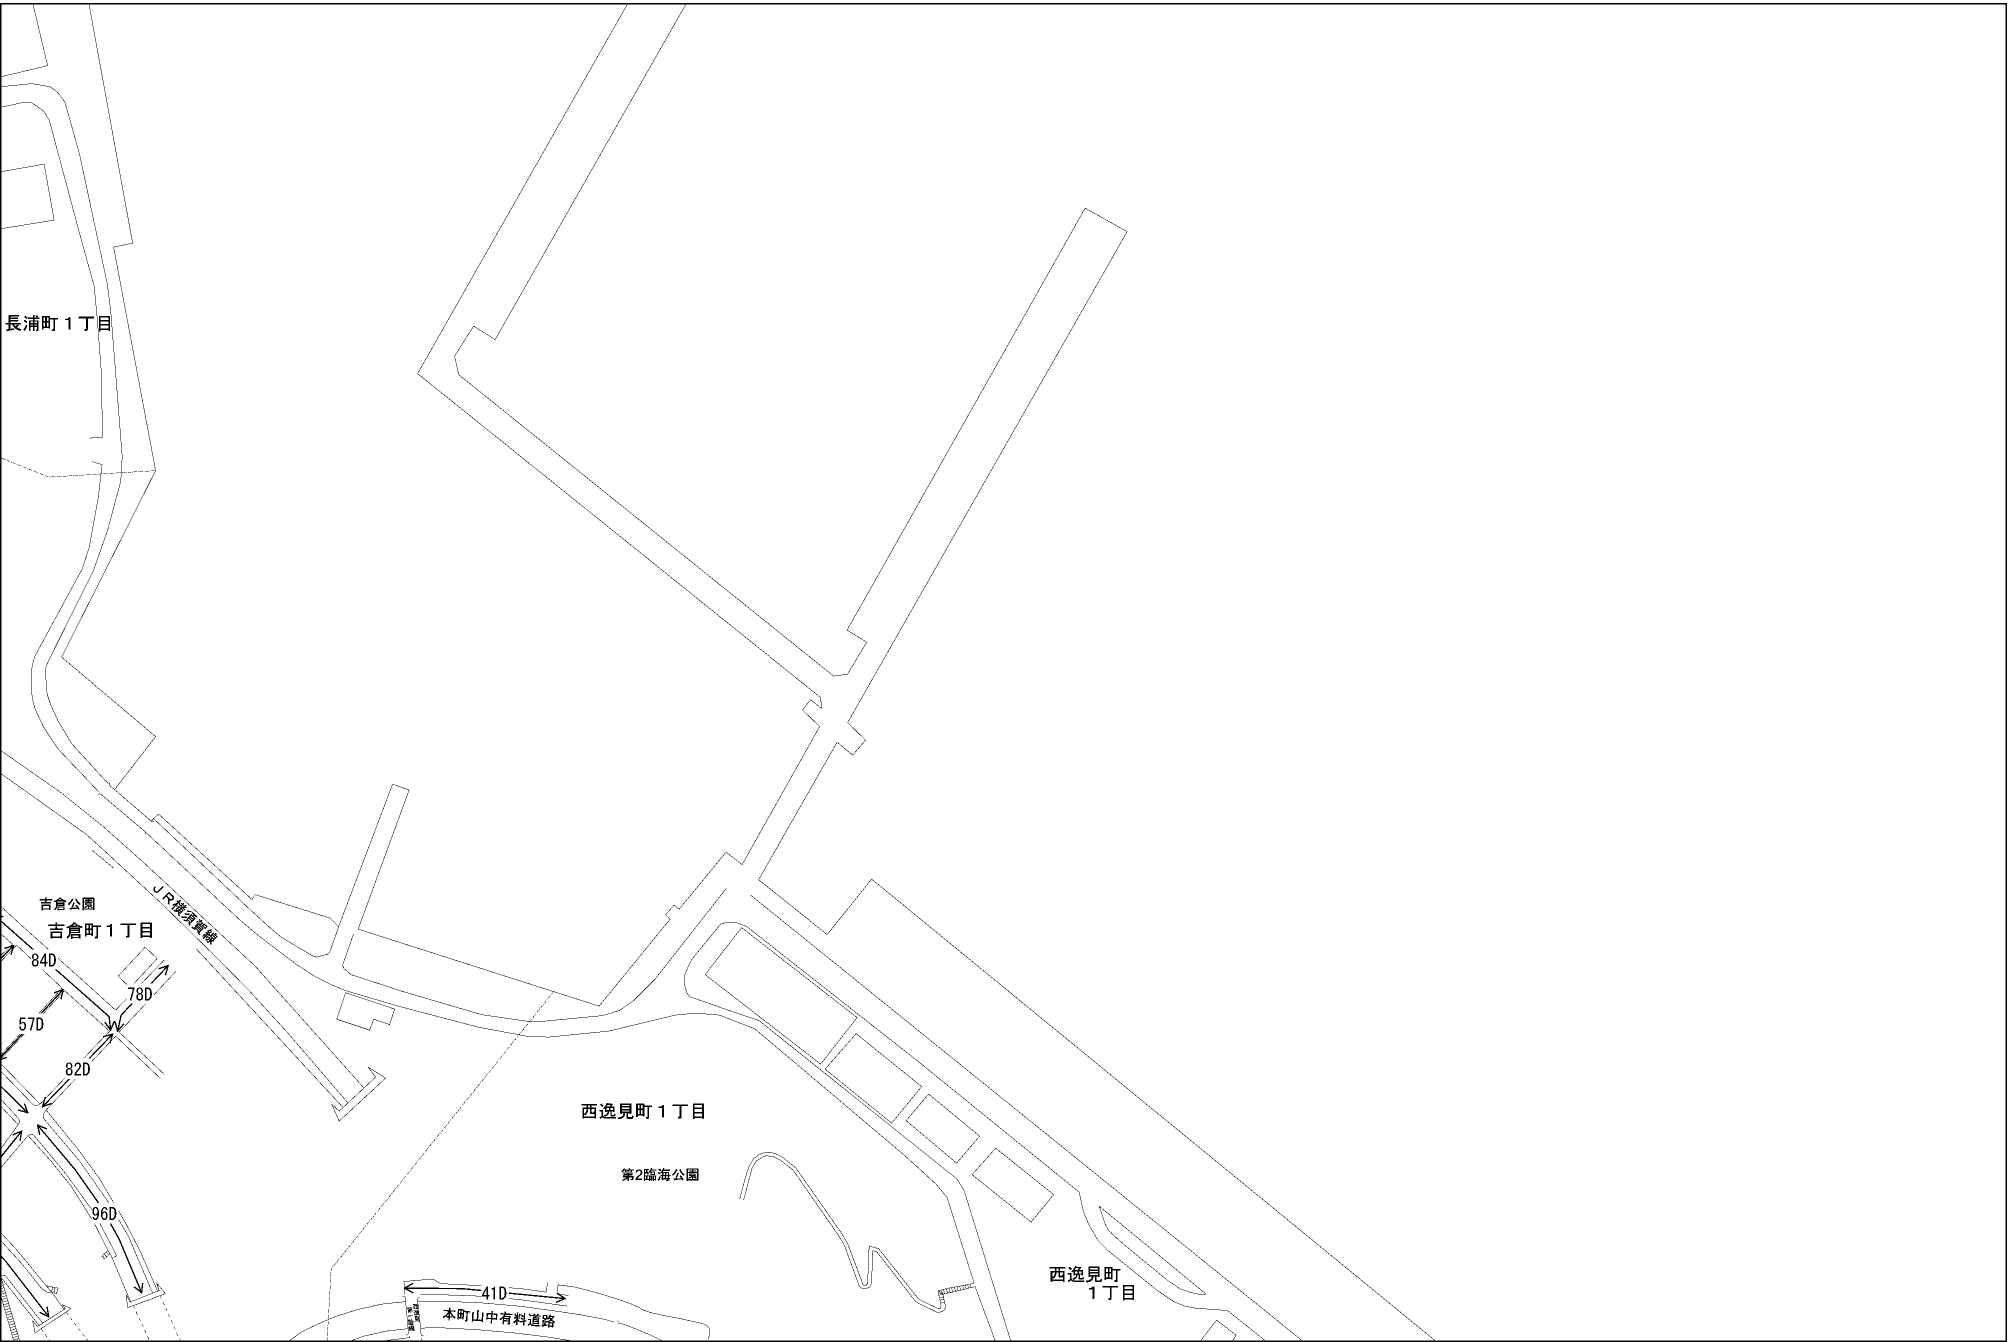 長浦町１丁目
ＪＲ横須賀線
吉倉公園
吉倉町１丁目
84D
78D
57D
82D
96D
西逸見町１丁目
第2臨海公園
西逸見町
１丁目
41D
本町山中有料道路